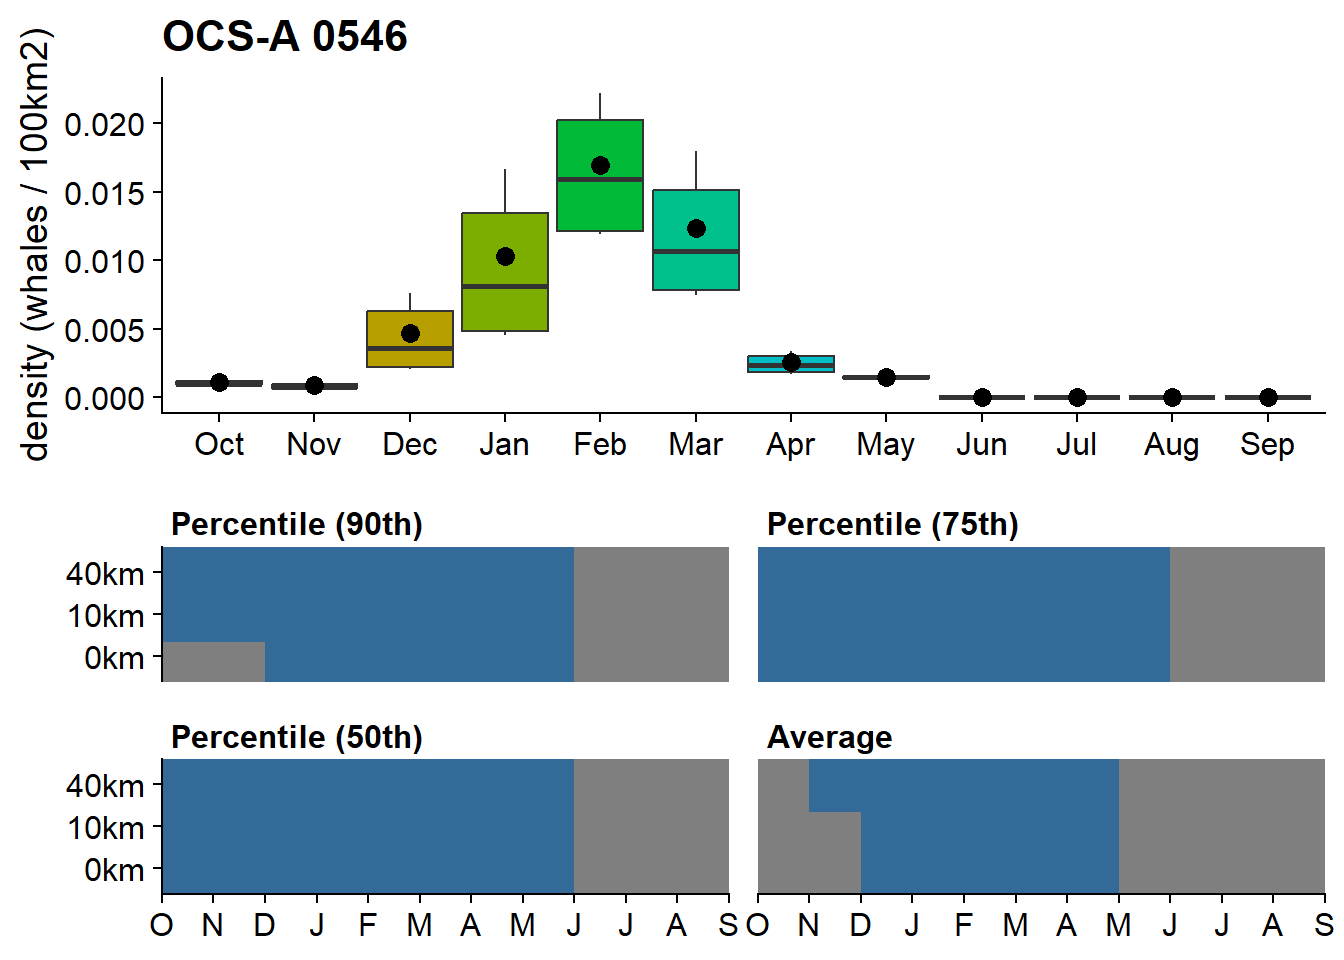 OCS-A 0546
density (whales / 100km2)
0.020
0.015
0.010
0.005
0.000
Oct Nov Dec Jan Feb Mar Apr May Jun Jul Aug Sep
Percentile (90th) Percentile (75th)
40km
10km
0km
Percentile (50th) Average
40km
10km
0km
O N D J F M A M J J A S O N D J F M A M J J A S